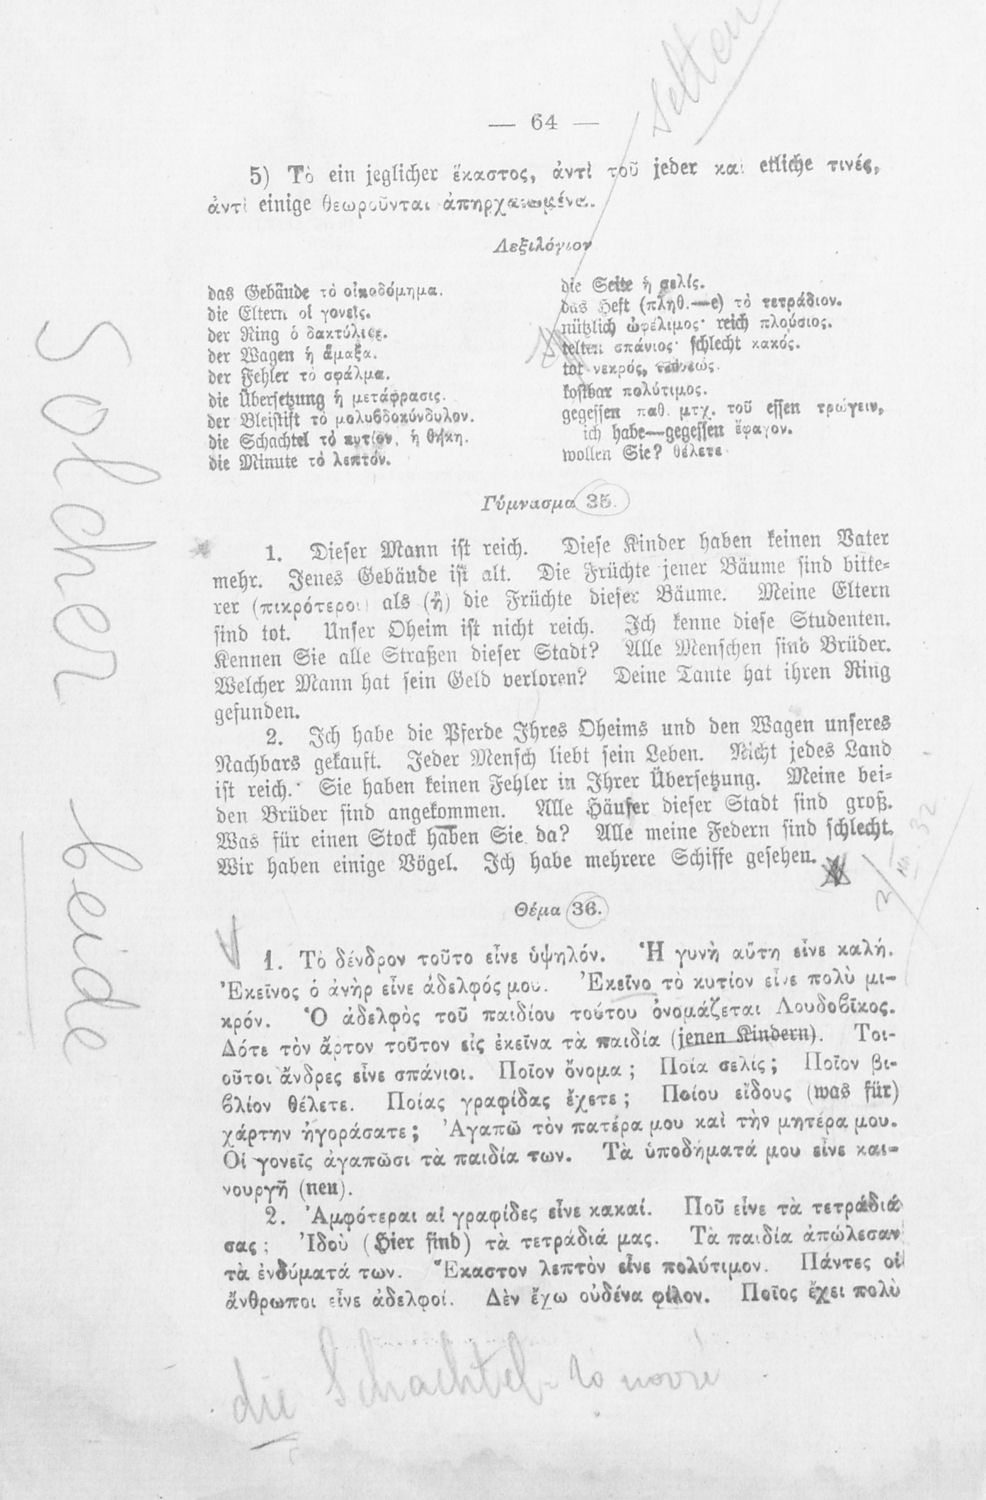 selten
— 64 —
5) Τὸ ein jeglicher ἕκαστος, ἀντὶ τοῦ jeder καὶ etliche τινές,
ἀντὶ einige θεωροῦνται ἀπηρχαιωμένα.
Λεξιλόγιον
das Gebäude τὸ οἰκοδόμημα.
die Eltern οἱ γονεῖς.
der Ring ὁ δακτύλιος.
der Wagen ἡ ἅμαξα.
der Fehler τὸ σφάλμα.
die Übersetzung ἡ μετάφρασις.
der Bleistift τὸ μολυβδοκόνδυλον.
die Schachtel τὸ κυτίον, ἡ θήκη.
die Minute τὸ λεπτόν.
die Seite ἡ σελίς.
das Heft (πληθ.—e) τὸ τετράδιον.
nützlich ὠφέλιμος· reich πλούσιος.
selten σπάνιος· schlecht κακός.
tot νεκρός, τεθνεώς.
kostbar πολύτιμος.
gegessen παθ. μτχ. τοῦ essen τρώγειν,
ich habe—gegessen ἔφαγον.
wollen Sie? θέλετε
Γύμνασμα 35.
1. Dieser Mann ist reich. Diese Kinder haben keinen Vater
mehr. Jenes Gebäude ist alt. Die Früchte jener Bäume sind bitte-
rer (πικρότεροι) als (ἢ) die Früchte dieser Bäume. Meine Eltern
sind tot. Unser Oheim ist nicht reich. Ich kenne diese Studenten.
Kennen Sie alle Straßen dieser Stadt? Alle Menschen sind Brüder.
Welcher Mann hat sein Geld verloren? Deine Tante hat ihren Ring
gefunden.
2. Ich habe die Pferde Ihres Oheims und den Wagen unseres
Nachbars gekauft. Jeder Mensch liebt sein Leben. Nicht jedes Land
ist reich. Sie haben keinen Fehler in Ihrer Übersetzung. Meine bei-
den Brüder sind angekommen. Alle Häuser dieser Stadt sind groß.
Was für einen Stock haben Sie da? Alle meine Federn sind schlecht.
Wir haben einige Vögel. Ich habe mehrere Schiffe gesehen.
Θέμα 36.
1. Τὸ δένδρον τοῦτο εἶνε ὑψηλόν. Ἡ γυνὴ αὕτη εἶνε καλή.
Ἐκεῖνος ὁ ἀνὴρ εἶνε ἀδελφός μου. Ἐκεῖνο τὸ κυτίον εἶνε πολὺ μι-
κρόν. Ὁ ἀδελφὸς τοῦ παιδίου τούτου ὀνομάζεται Λουδοβῖκος.
Δότε τὸν ἄρτον τοῦτον εἰς ἐκεῖνα τὰ παιδία (jenen Kindern). Τοι-
οῦτοι ἄνδρες εἶνε σπάνιοι. Ποῖον ὄνομα; Ποία σελίς; Ποῖον βι-
βλίον θέλετε. Ποίας γραφίδας ἔχετε; Ποίου εἴδους (was für)
χάρτην ἠγοράσατε; Ἀγαπῶ τὸν πατέρα μου καὶ τὴν μητέρα μου.
Οἱ γονεῖς ἀγαπῶσι τὰ παιδία των. Τὰ ὑποδήματά μου εἶνε και-
νουργῆ (neu).
2. Ἀμφότεραι αἱ γραφίδες εἶνε κακαί. Ποῦ εἶνε τὰ τετράδιά
σας; Ἰδοὺ (Hier sind) τὰ τετράδιά μας. Τὰ παιδία ἀπώλεσαν
τὰ ἐνδύματά των. Ἕκαστον λεπτὸν εἶνε πολύτιμον. Πάντες οἱ
ἄνθρωποι εἶνε ἀδελφοί. Δὲν ἔχω οὐδένα φίλον. Ποῖος ἔχει πολὺ
solcher beide
die Schachtel - τὸ κουτί